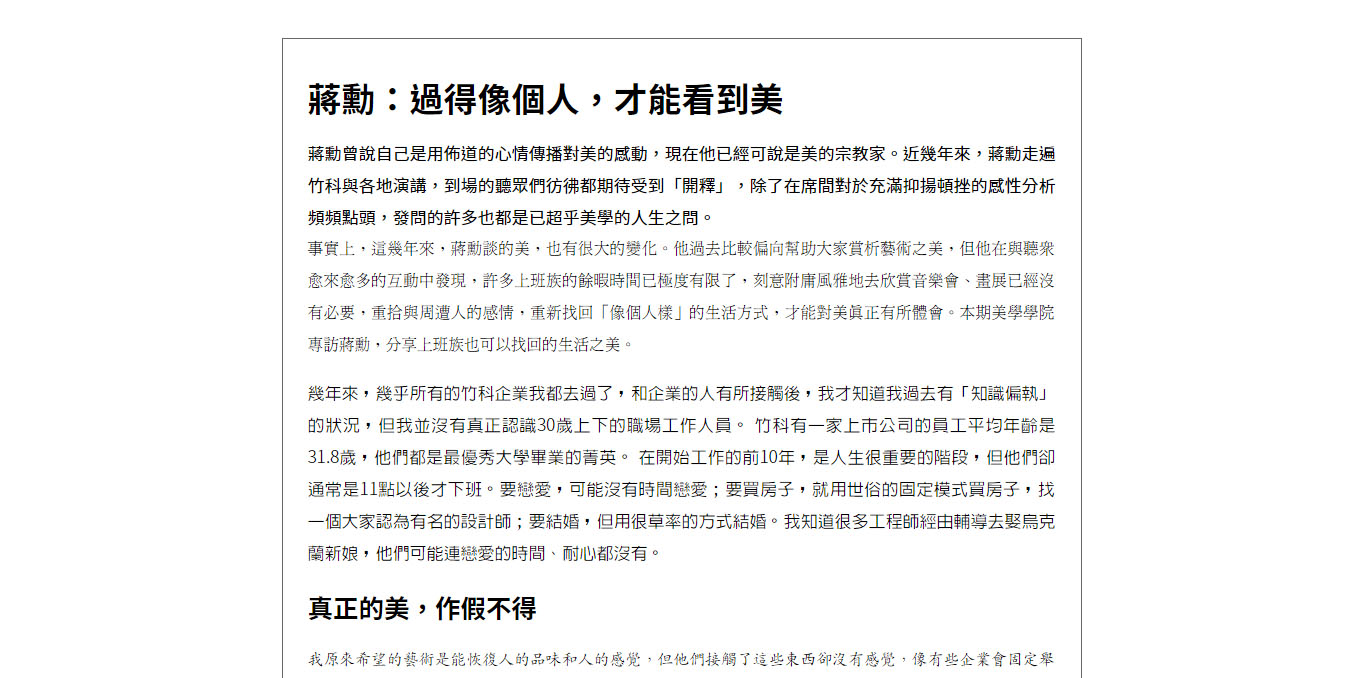 蔣勳：過得像個人，才能看到美
蔣勳曾說自己是用佈道的心情傳播對美的感動，現在他已經可說是美的宗教家。近幾年來，蔣勳走遍
竹科與各地演講，到場的聽眾們彷彿都期待受到「開釋」，除了在席間對於充滿抑揚頓挫的感性分析
頻頻點頭，發問的許多也都是已超乎美學的人生之問。
事實上，這幾年來，蔣勳談的美，也有很大的變化。他過去比較偏向幫助大家賞析藝術之美，但他在與聽眾
愈來愈多的互動中發現，許多上班族的餘暇時間已極度有限了，刻意附庸風雅地去欣賞音樂會、畫展已經沒
有必要，重拾與周遭人的感情，重新找回「像個人樣」的生活方式，才能對美真正有所體會。本期美學學院
專訪蔣勳，分享上班族也可以找回的生活之美。
幾年來，幾乎所有的竹科企業我都去過了，和企業的人有所接觸後，我才知道我過去有「知識偏執」
的狀況，但我並沒有真正認識30歲上下的職場工作人員。 竹科有一家上市公司的員工平均年齡是
31.8歲，他們都是最優秀大學畢業的菁英。 在開始工作的前10年，是人生很重要的階段，但他們卻
通常是11點以後才下班。要戀愛，可能沒有時間戀愛；要買房子，就用世俗的固定模式買房子，找
一個大家認為有名的設計師；要結婚，但用很草率的方式結婚。我知道很多工程師經由輔導去娶烏克
蘭新娘，他們可能連戀愛的時間、耐心都沒有。
真正的美，作假不得
我原來希望的藝術是能恢復人的品味和人的感覺，但他們接觸了這些東西卻沒有感覺，像有些企業會固定舉